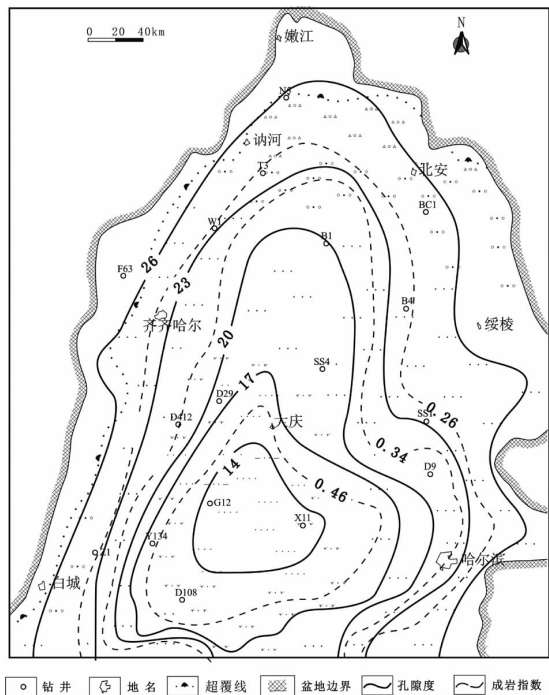 嫩江
0 20 40km
N
N5
讷河
T3
北安
BC1
W1
B1
F63
26
23
齐齐哈尔
B4
绥棱
20
SS4
17
D29
D412
大庆
0.26
SS1
0.34
14
D9
0.46
G12
X11
Y134
哈尔滨
白城
D108
钻井 地名 超覆线 盆地边界 孔隙度 成岩指数